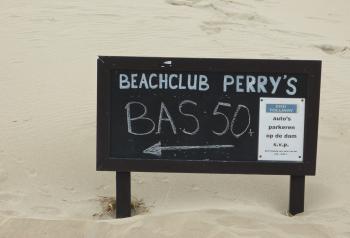 BEACHCLUB PERRY'S
BAS 50
auto's
parkeren
op de dam
s.v.p.